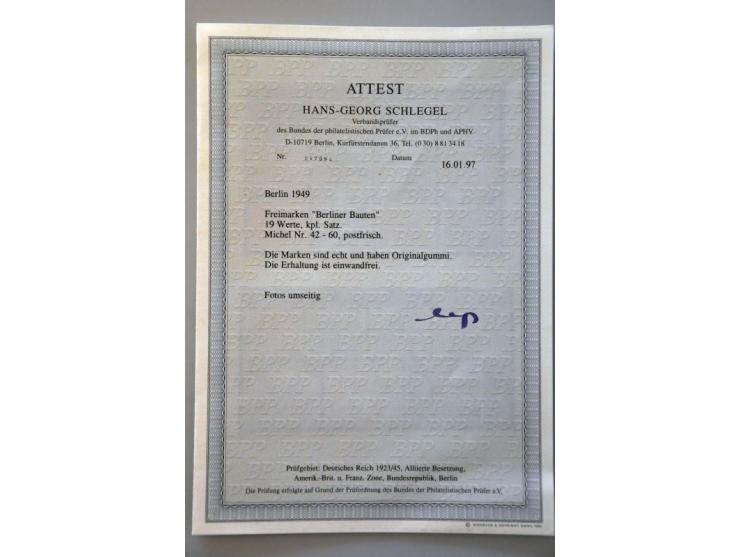 ATTEST
HANS-GEORG SCHLEGEL
Verbandsprüfer
des Bundes der philatelistischen Prüfer e.V. im BDPh und APHV
D-10719 Berlin, Kurfürstendamm 36, Tel. (0 30) 8 81 34 18
Nr. Datum 16.01.97
Berlin 1949
Freimarken "Berliner Bauten"
19 Werte, kpl. Satz.
Michel Nr. 42 - 60, postfrisch.
Die Marken sind echt und haben Originalgummi.
Die Erhaltung ist einwandfrei.
Fotos umseitig
Prüfgebiet: Deutsches Reich 1923/45, Alliierte Besetzung,
Amerik.-Brit. u. Franz. Zone, Bundesrepublik, Berlin
Die Prüfung erfolgte auf Grund der Prüfordnung des Bundes der Philatelistischen Prüfer e.V.